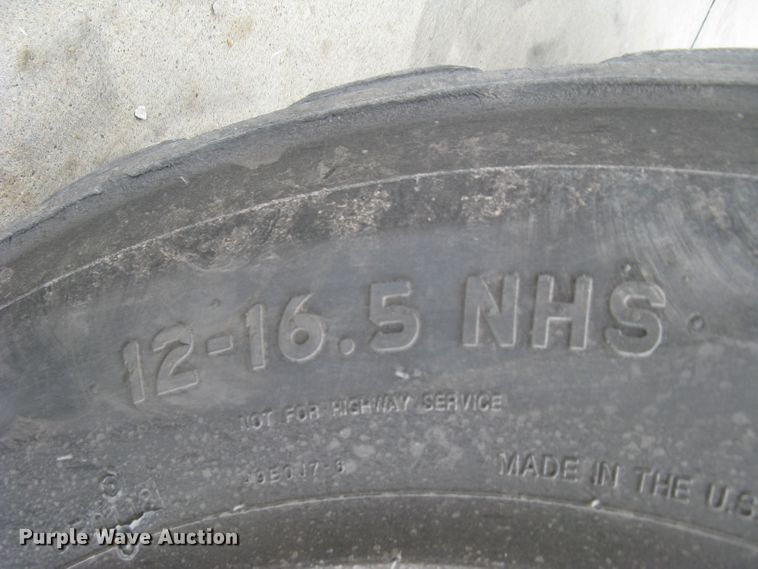 12-16.5 NHS
NOT FOR HIGHWAY SERVICE
MADE IN THE U.S
Purple Wave Auction